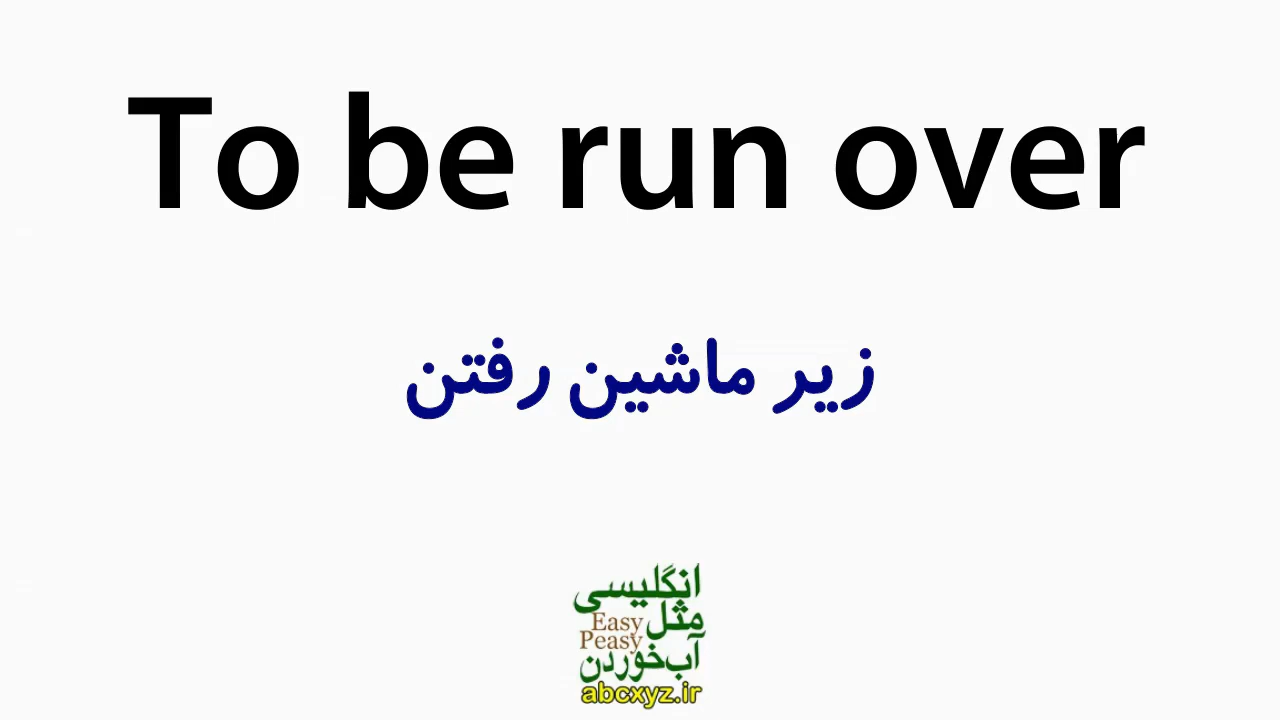 To be run over
زیر ماشین رفتن
انگلیسی
مثل
Easy
Peasy
آب‌خوردن
abcxyz.ir